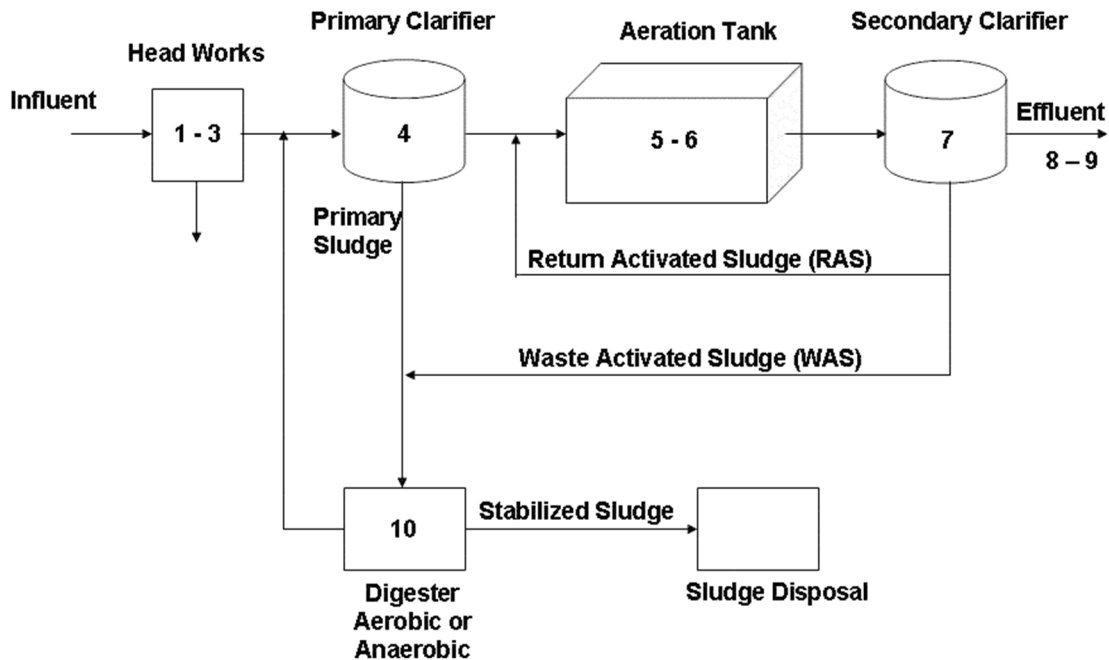 Primary Clarifier
Aeration Tank
Secondary Clarifier
Head Works
Influent
1 - 3
4
5 - 6
7
Effluent
8 – 9
Primary
Sludge
Return Activated Sludge (RAS)
Waste Activated Sludge (WAS)
10
Stabilized Sludge
Digester
Aerobic or
Anaerobic
Sludge Disposal